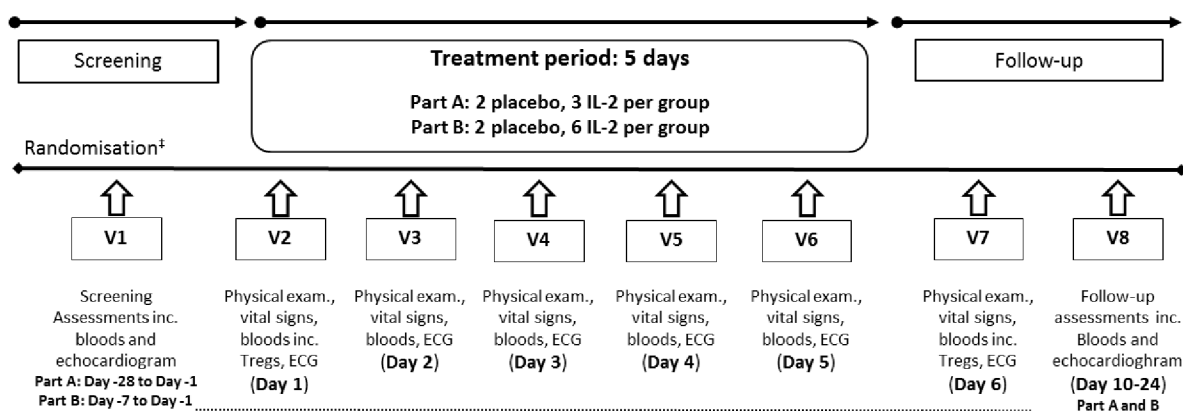 Screening
Treatment period: 5 days
Part A: 2 placebo, 3 IL-2 per group
Part B: 2 placebo, 6 IL-2 per group
Follow-up
Randomisation‡
V1
V2
V3
V4
V5
V6
V7
V8
Screening
Assessments inc.
bloods and
echocardiogram
Part A: Day -28 to Day -1
Part B: Day -7 to Day -1
Physical exam.,
vital signs,
bloods inc.
Tregs, ECG
(Day 1)
Physical exam.,
vital signs,
bloods, ECG
(Day 2)
Physical exam.,
vital signs,
bloods, ECG
(Day 3)
Physical exam.,
vital signs,
bloods, ECG
(Day 4)
Physical exam.,
vital signs,
bloods, ECG
(Day 5)
Physical exam.,
vital signs,
bloods inc.
Tregs, ECG
(Day 6)
Follow-up
assessments inc.
Bloods and
echocardioghram
(Day 10-24)
Part A and B